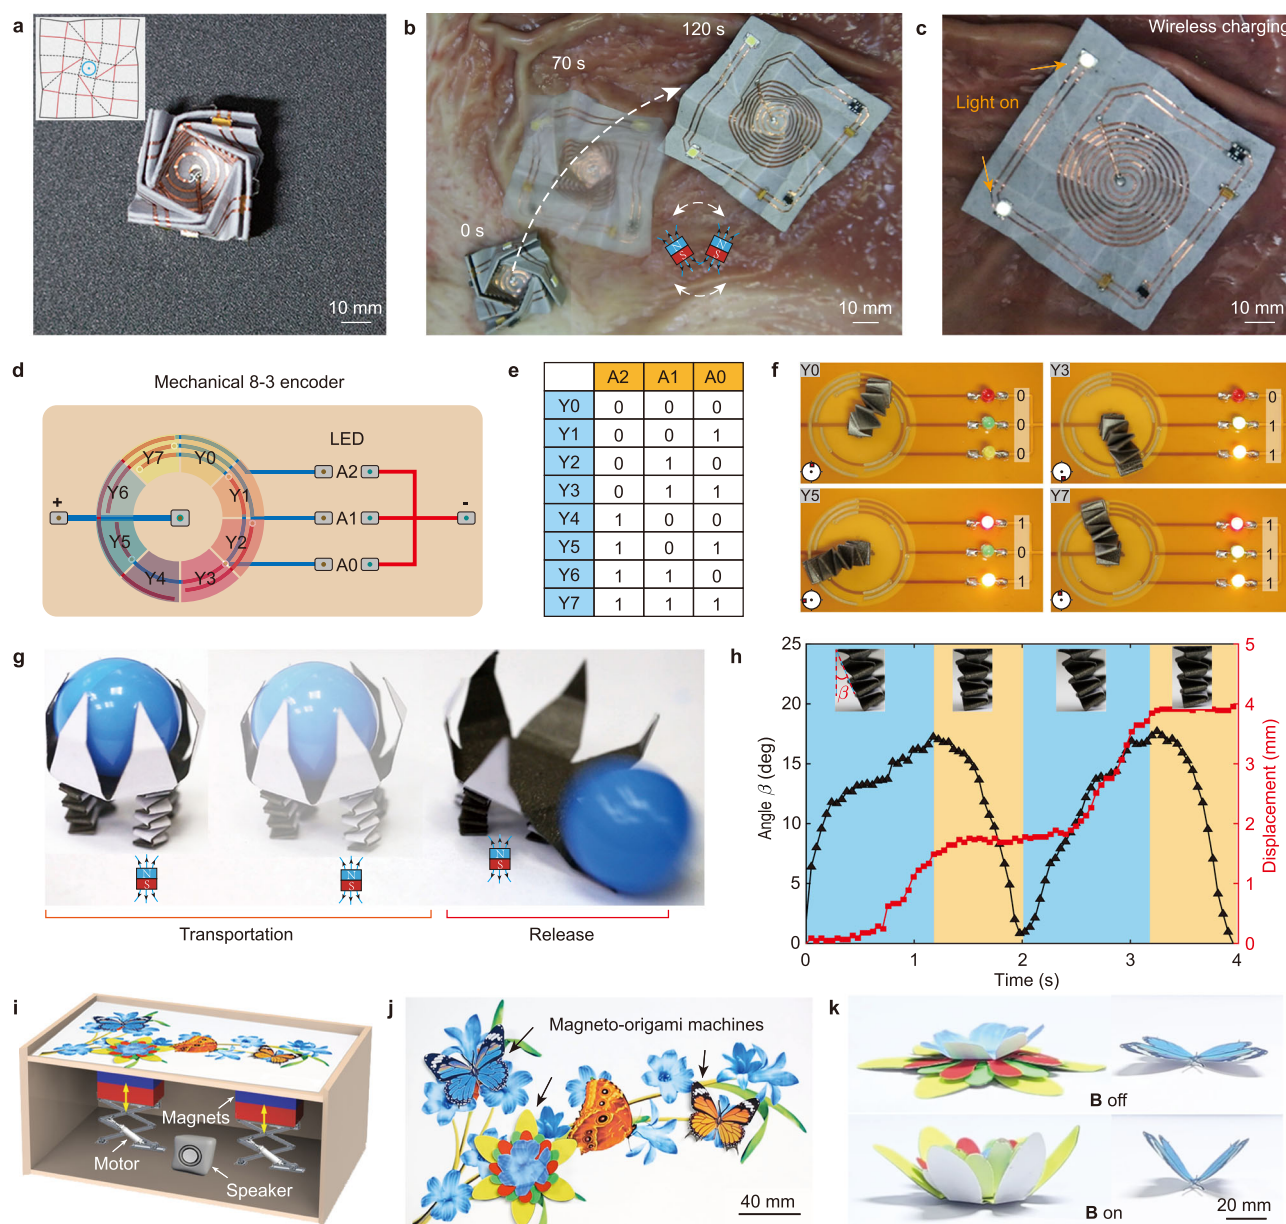 a
10 mm
b
0 s
70 s
120 s
N
S
N
S
10 mm
c
Wireless charging
Light on
10 mm
d
Mechanical 8-3 encoder
LED
Y7
Y0
Y6
Y1
Y5
Y2
Y4
Y3
+
-
A2
A1
A0
e
A2 A1 A0
Y0 0 0 0
Y1 0 0 1
Y2 0 1 0
Y3 0 1 1
Y4 1 0 0
Y5 1 0 1
Y6 1 1 0
Y7 1 1 1
f
Y0
0
0
0
Y3
0
1
1
Y5
1
0
1
Y7
1
1
1
g
N
S
N
S
N
S
Transportation
Release
h
β
25
20
15
10
5
0
Angle β (deg)
5
4
3
2
1
0
Displacement (mm)
0 1 2 3 4
Time (s)
i
Magnets
Motor
Speaker
j
Magneto-origami machines
40 mm
k
B off
B on
20 mm